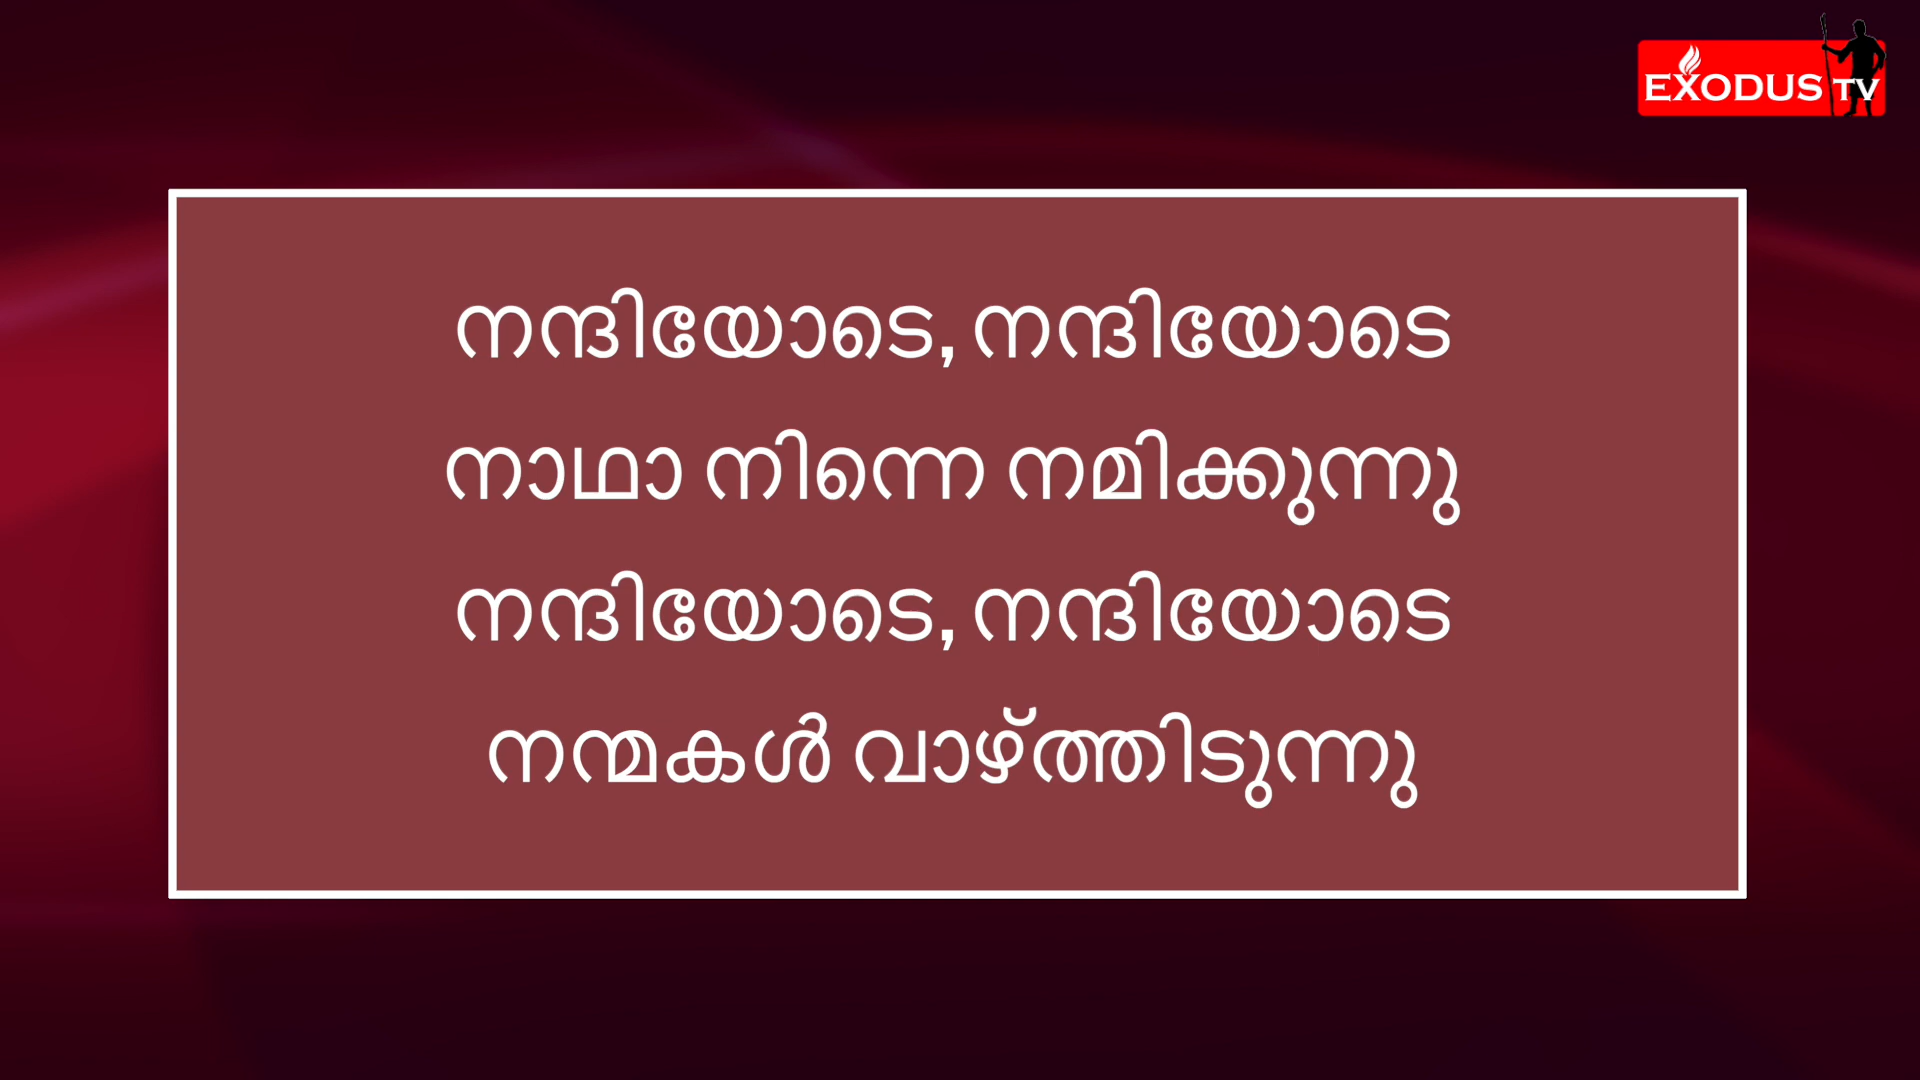 EXODUS TV
നന്ദിയോടെ, നന്ദിയോടെ
നാഥാ നിന്നെ നമിക്കുന്നു
നന്ദിയോടെ, നന്ദിയോടെ
നന്മകൾ വാഴ്ത്തിടുന്നു